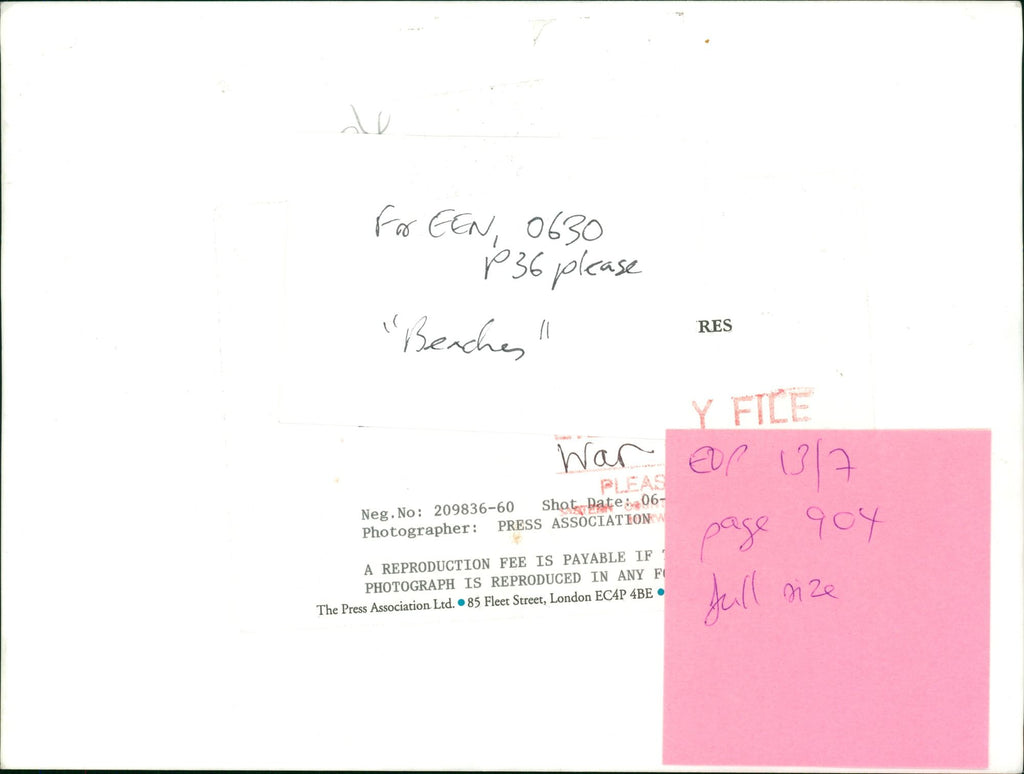 For EEN, 0630
P36 please
"Beaches"
RES
Y FILE
War
PLEAS
Neg.No: 209836-60 Shot Date: 06-
Photographer: PRESS ASSOCIATION
A REPRODUCTION FEE IS PAYABLE IF
PHOTOGRAPH IS REPRODUCED IN ANY FO
The Press Association Ltd. • 85 Fleet Street, London EC4P 4BE •
EDP 13/7
page 904
full size